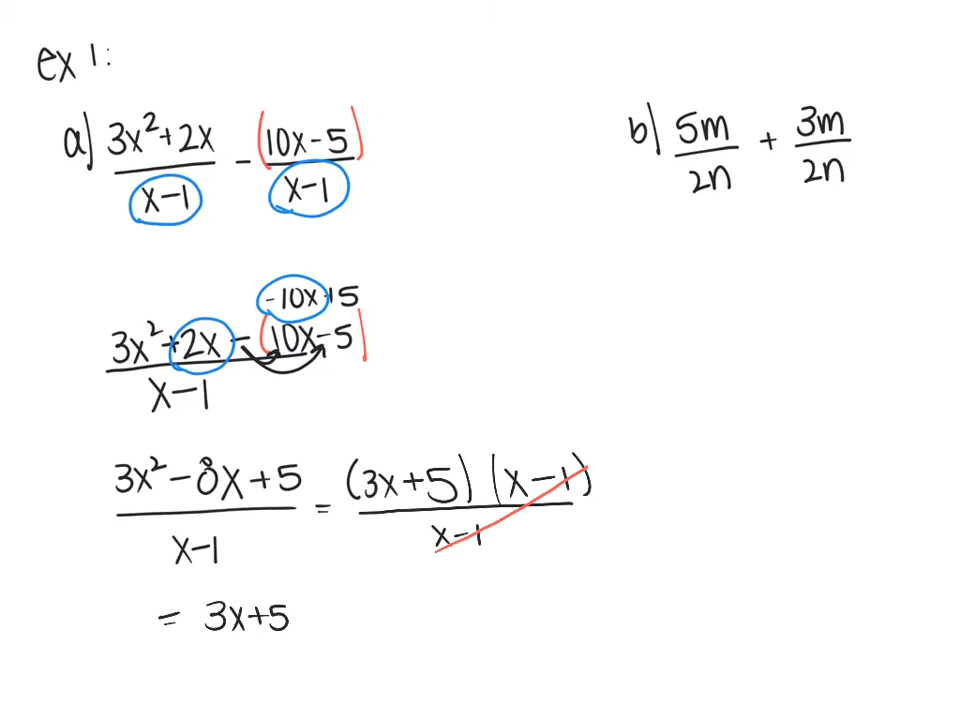 ex 1:
a) (3x²+2x)/(x-1) - (10x-5)/(x-1)
b) 5m/2n + 3m/2n
-10x+5
(3x²+2x-(10x-5))/(x-1)
(3x²-8x+5)/(x-1) = ((3x+5)(x-1))/(x-1)
= 3x+5